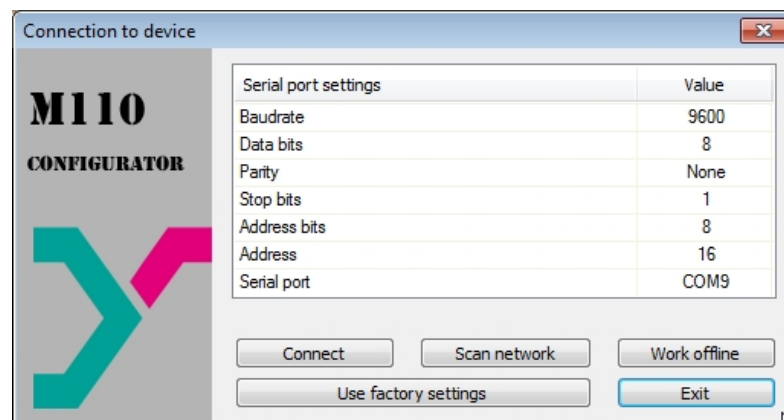 Connection to device
M110
CONFIGURATOR
Serial port settings Value
Baudrate 9600
Data bits 8
Parity None
Stop bits 1
Address bits 8
Address 16
Serial port COM9
Connect Scan network Work offline
Use factory settings Exit